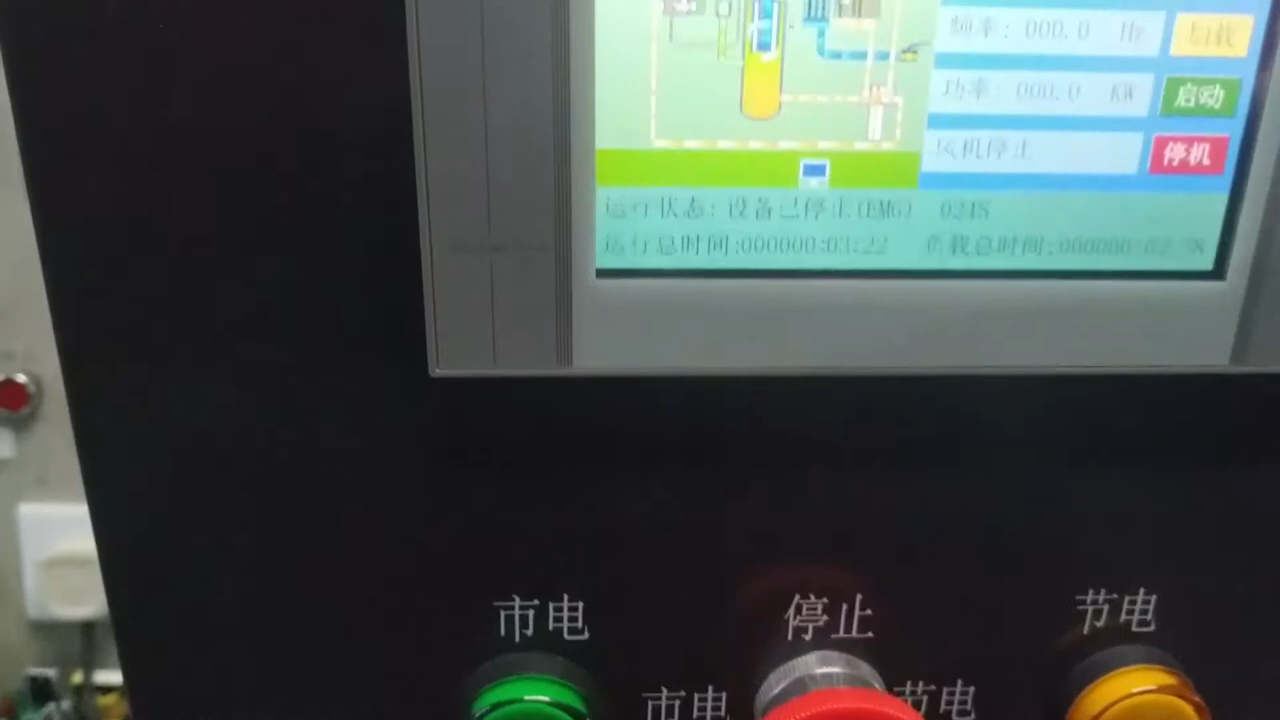 频率: 000.0 Hz 加载
功率: 000.0 KW 启动
风机停止 停机
运行状态: 设备已停止(EMG) 024S
运行总时间:000000:03:22 负载总时间:000000
市电 停止 节电
市电 节电